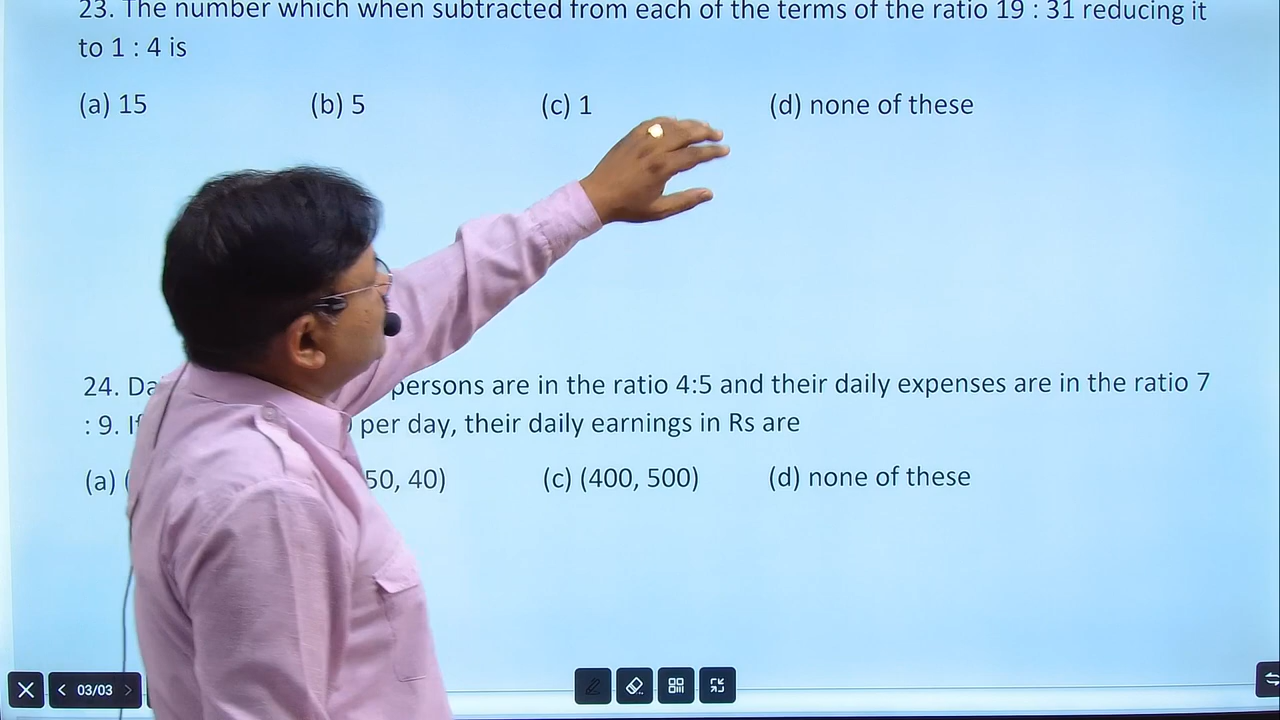 23. The number which when subtracted from each of the terms of the ratio 19 : 31 reducing it
to 1 : 4 is
(a) 15 (b) 5 (c) 1 (d) none of these
24. persons are in the ratio 4:5 and their daily expenses are in the ratio 7
: 9. per day, their daily earnings in Rs are
(a) 50, 40) (c) (400, 500) (d) none of these
03/03